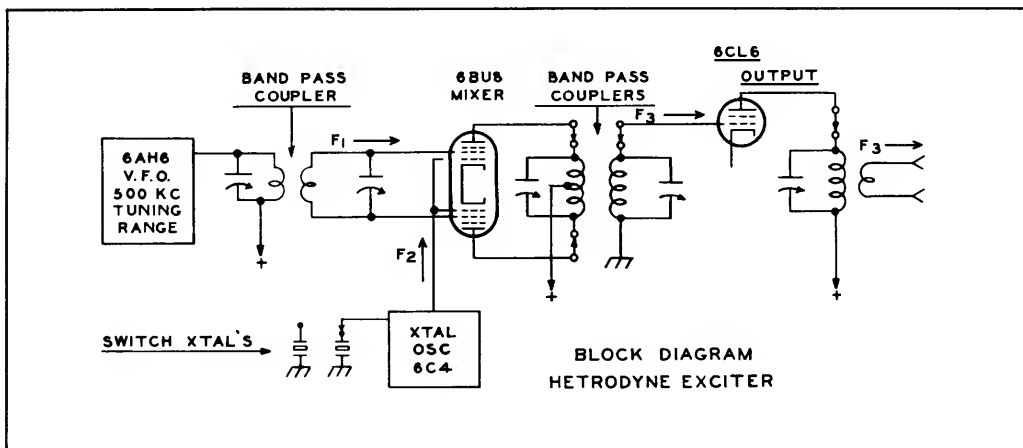 6CL6
OUTPUT
BAND PASS
COUPLER
6BU8
MIXER
BAND PASS
COUPLERS
F1
F3
F3
6AH6
V.F.O.
500 KC
TUNING
RANGE
F2
+
+
+
SWITCH XTAL'S
XTAL
OSC
6C4
BLOCK DIAGRAM
HETRODYNE EXCITER